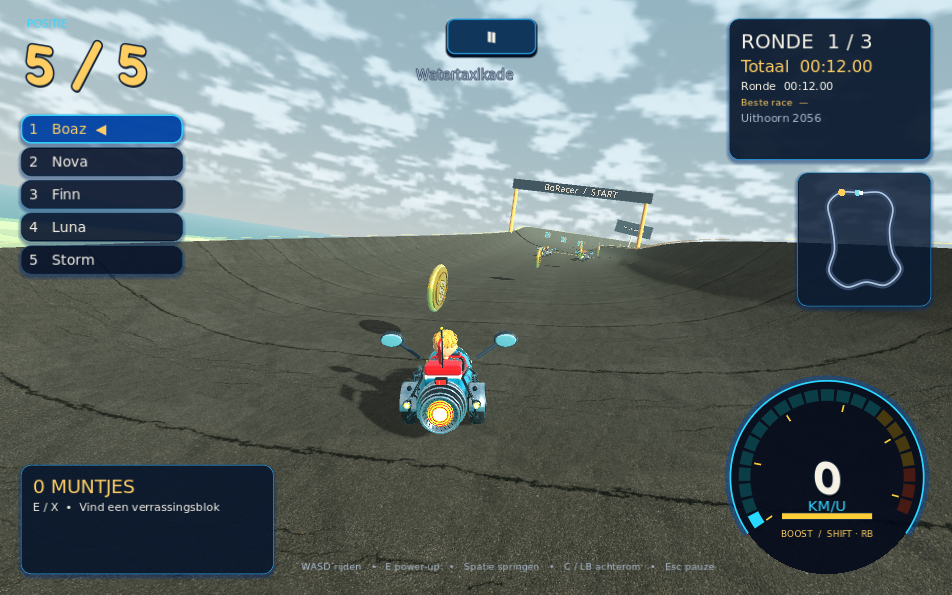 POSITIE
5 / 5
1 Boaz ◀
2 Nova
3 Finn
4 Luna
5 Storm
Watertaxikade
RONDE 1 / 3
Totaal 00:12.00
Ronde 00:12.00
Beste race —
Uithoorn 2056
GoRacer / START
0 MUNTJES
E / X • Vind een verrassingsblok
0
KM/U
BOOST / SHIFT · RB
WASD rijden • E power-up • Spatie springen • C / LB achterom • Esc pauze